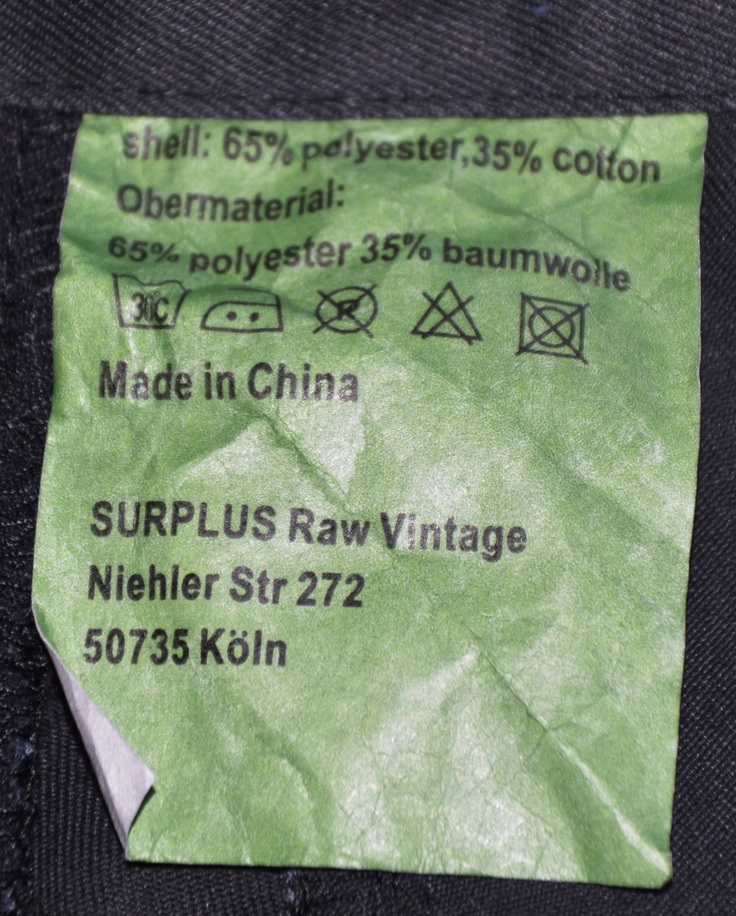 shell: 65% polyester,35% cotton
Obermaterial:
65% polyester 35% baumwolle
30C R
Made in China
SURPLUS Raw Vintage
Niehler Str 272
50735 Köln